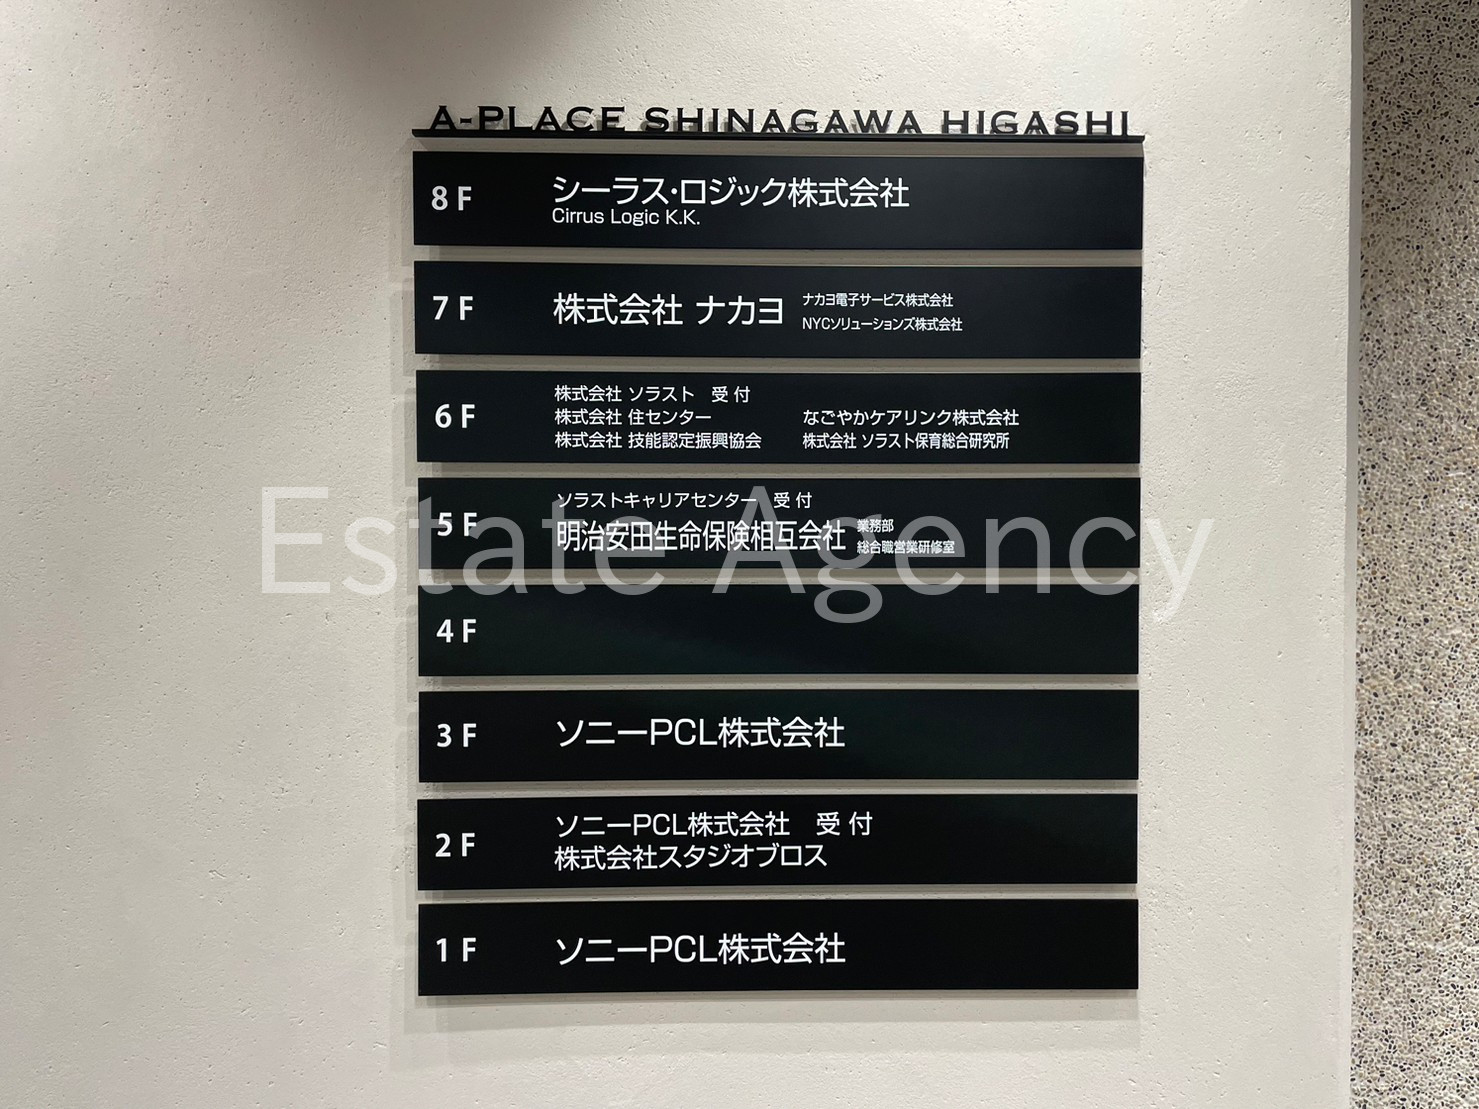 A-PLACE SHINAGAWA HIGASHI
8F シーラス・ロジック株式会社
Cirrus Logic K.K.
7F 株式会社 ナカヨ
ナカヨ電子サービス株式会社
NYCソリューションズ株式会社
6F 株式会社 ソラスト 受付
株式会社 住センター なごやかケアリンク株式会社
株式会社 技能認定振興協会 株式会社 ソラスト保育総合研究所
5F ソラストキャリアセンター 受付
明治安田生命保険相互会社 業務部
総合職営業研修室
Estate Agency
4F
3F ソニーPCL株式会社
2F ソニーPCL株式会社 受付
株式会社スタジオブロス
1F ソニーPCL株式会社